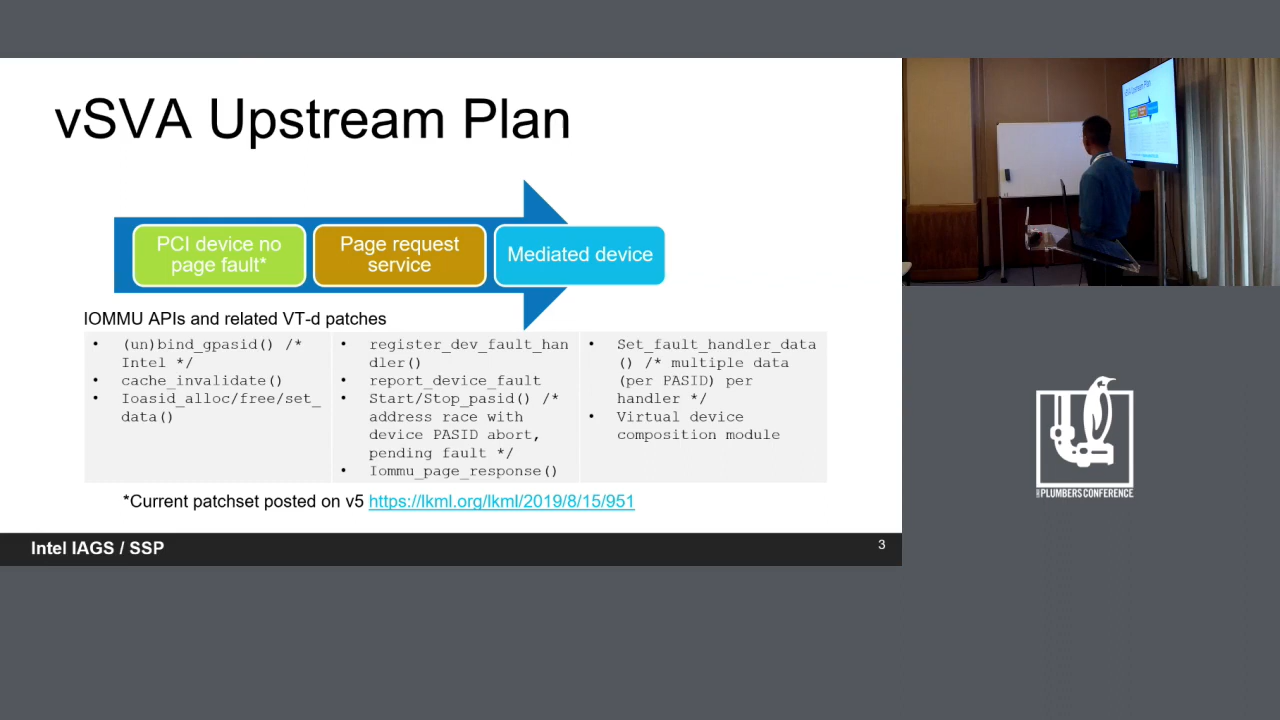 vSVA Upstream Plan
PCI device no
page fault*
Page request
service
Mediated device
IOMMU APIs and related VT-d patches
• (un)bind_gpasid() /*
Intel */
• cache_invalidate()
• Ioasid_alloc/free/set_
data()
• register_dev_fault_han
dler()
• report_device_fault
• Start/Stop_pasid() /*
address race with
device PASID abort,
pending fault */
• Iommu_page_response()
• Set_fault_handler_data
() /* multiple data
(per PASID) per
handler */
• Virtual device
composition module
*Current patchset posted on v5 https://lkml.org/lkml/2019/8/15/951
Intel IAGS / SSP
3
vSVA Upstream Plan
PLUMBERS CONFERENCE